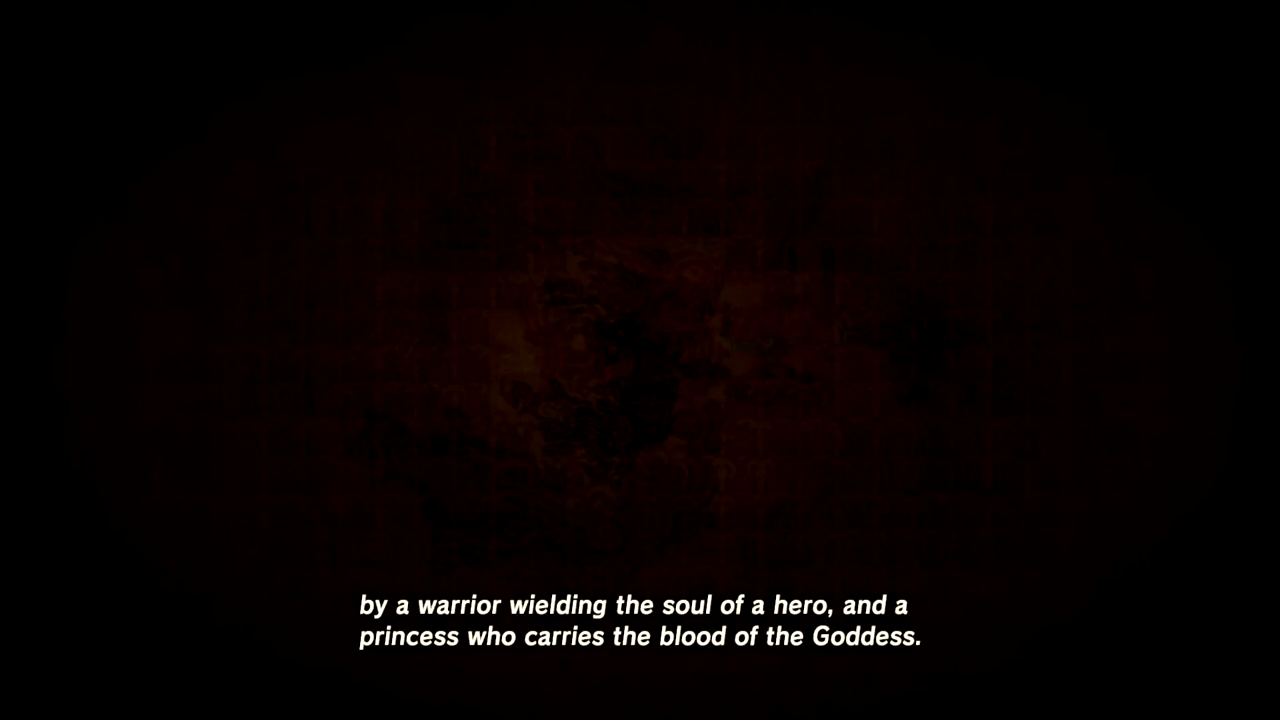 by a warrior wielding the soul of a hero, and a
princess who carries the blood of the Goddess.